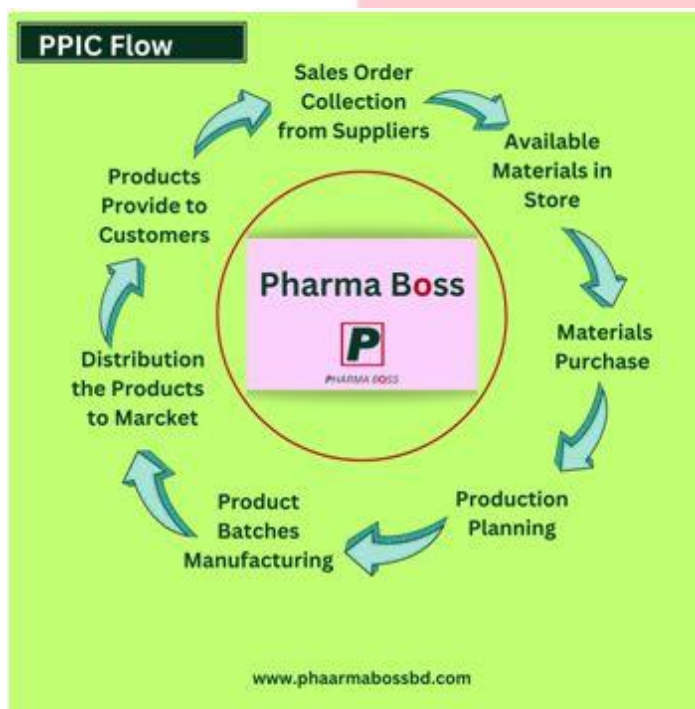 PPIC Flow
Sales Order
Collection
from Suppliers
Available
Materials in
Store
Materials
Purchase
Production
Planning
Product
Batches
Manufacturing
Distribution
the Products
to Marcket
Products
Provide to
Customers
Pharma Boss
P
PHARMA BOSS
www.phaarmabossbd.com